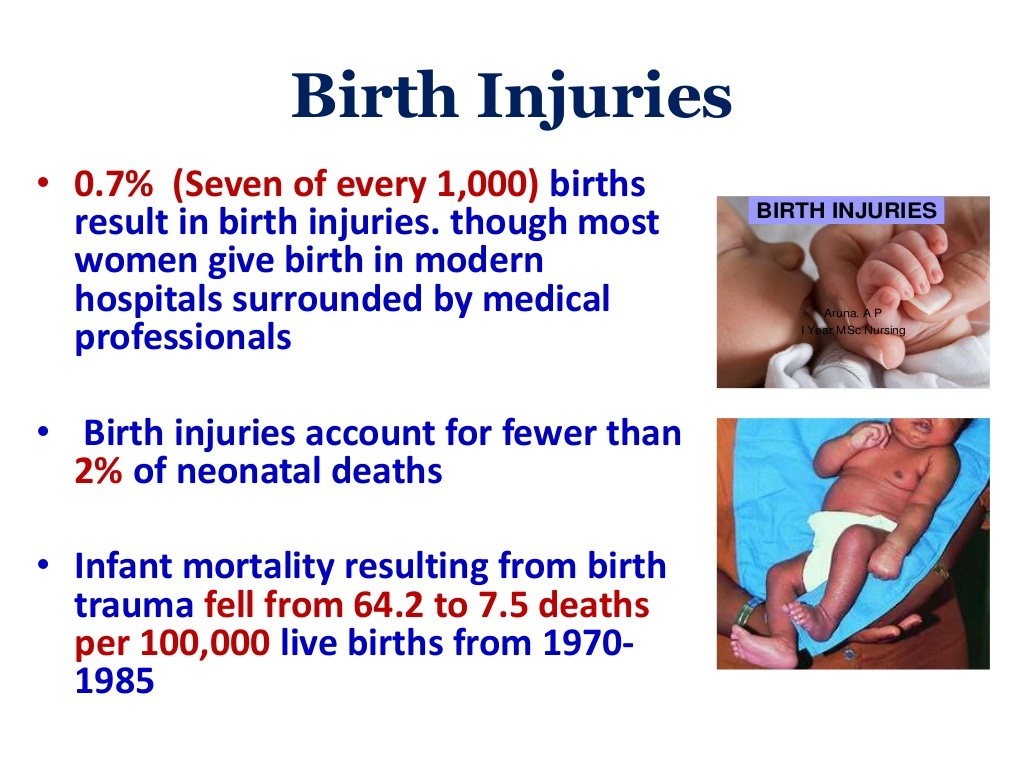 Birth Injuries
• 0.7%  (Seven of every 1,000) births
result in birth injuries. though most
women give birth in modern
hospitals surrounded by medical
professionals
•  Birth injuries account for fewer than
2% of neonatal deaths
• Infant mortality resulting from birth
trauma fell from 64.2 to 7.5 deaths
per 100,000 live births from 1970-
1985
BIRTH INJURIES
Aruna. A P
I Year MSc Nursing